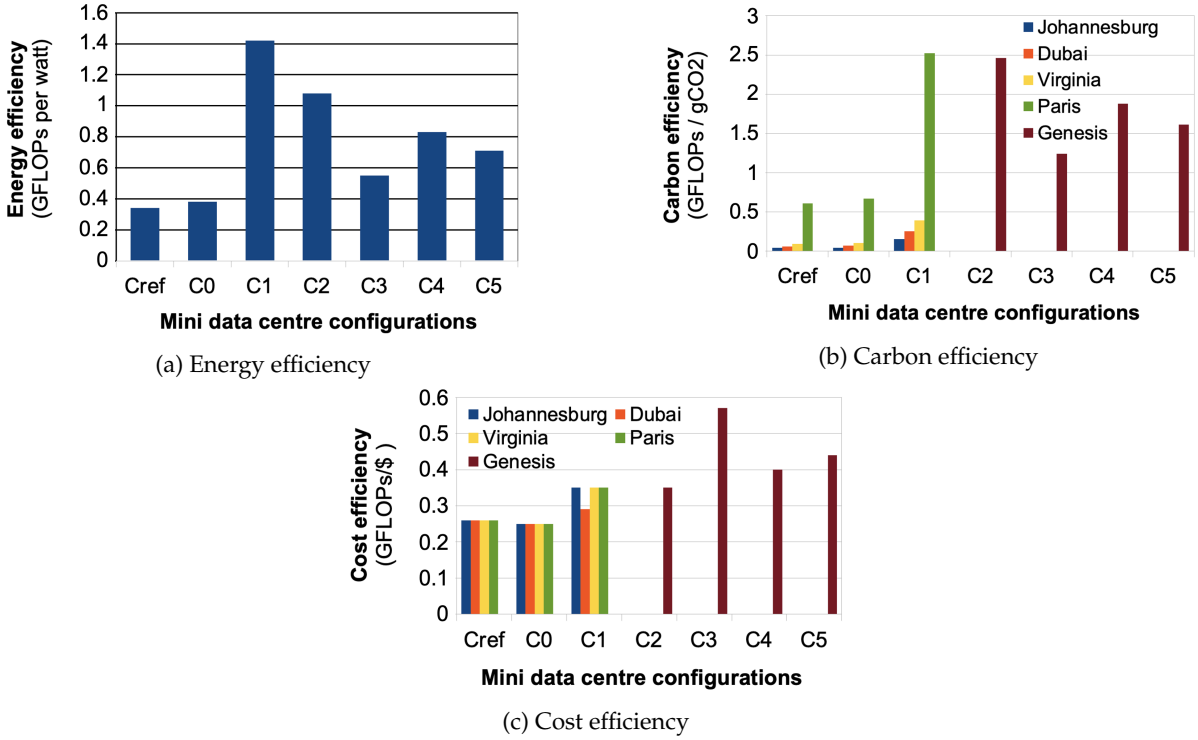 Energy efficiency
(GFLOPs per watt)
1.6
1.4
1.2
1
0.8
0.6
0.4
0.2
0
Cref C0 C1 C2 C3 C4 C5
Mini data centre configurations
(a) Energy efficiency
Carbon efficiency
(GFLOPs / gCO2)
3
2.5
2
1.5
1
0.5
0
Johannesburg
Dubai
Virginia
Paris
Genesis
Cref C0 C1 C2 C3 C4 C5
Mini data centre configurations
(b) Carbon efficiency
Cost efficiency
(GFLOPs/$ )
0.6
0.5
0.4
0.3
0.2
0.1
0
Johannesburg Dubai
Virginia Paris
Genesis
Cref C0 C1 C2 C3 C4 C5
Mini data centre configurations
(c) Cost efficiency